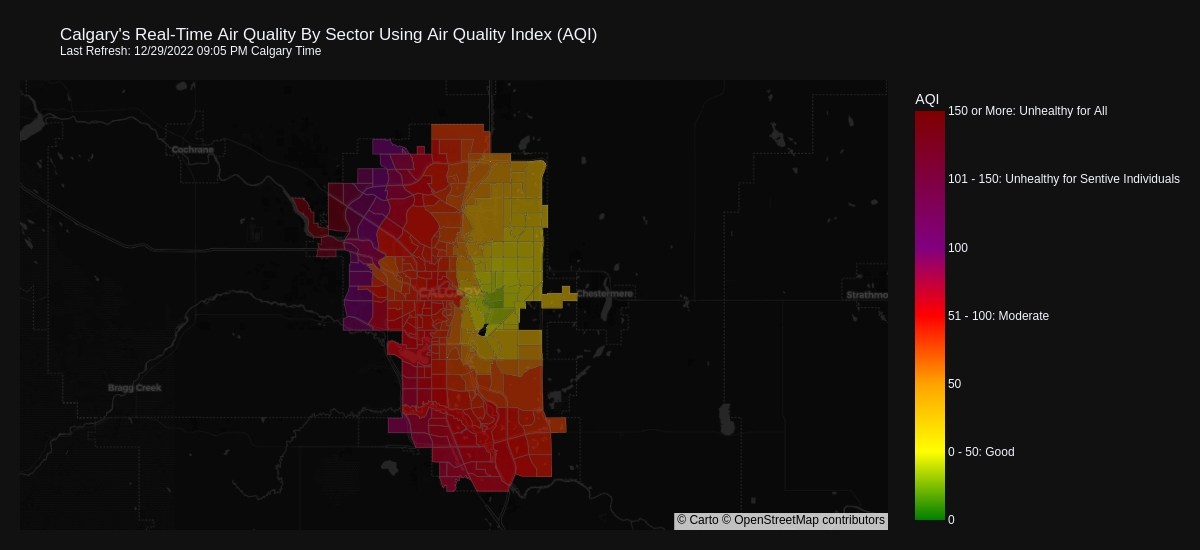 Calgary's Real-Time Air Quality By Sector Using Air Quality Index (AQI)
Last Refresh: 12/29/2022 09:05 PM Calgary Time
AQI
150 or More: Unhealthy for All
Cochrane
101 - 150: Unhealthy for Sentive Individuals
100
CALGARY
Chestermere
Strathmo
51 - 100: Moderate
50
Bragg Creek
0 - 50: Good
0
© Carto © OpenStreetMap contributors